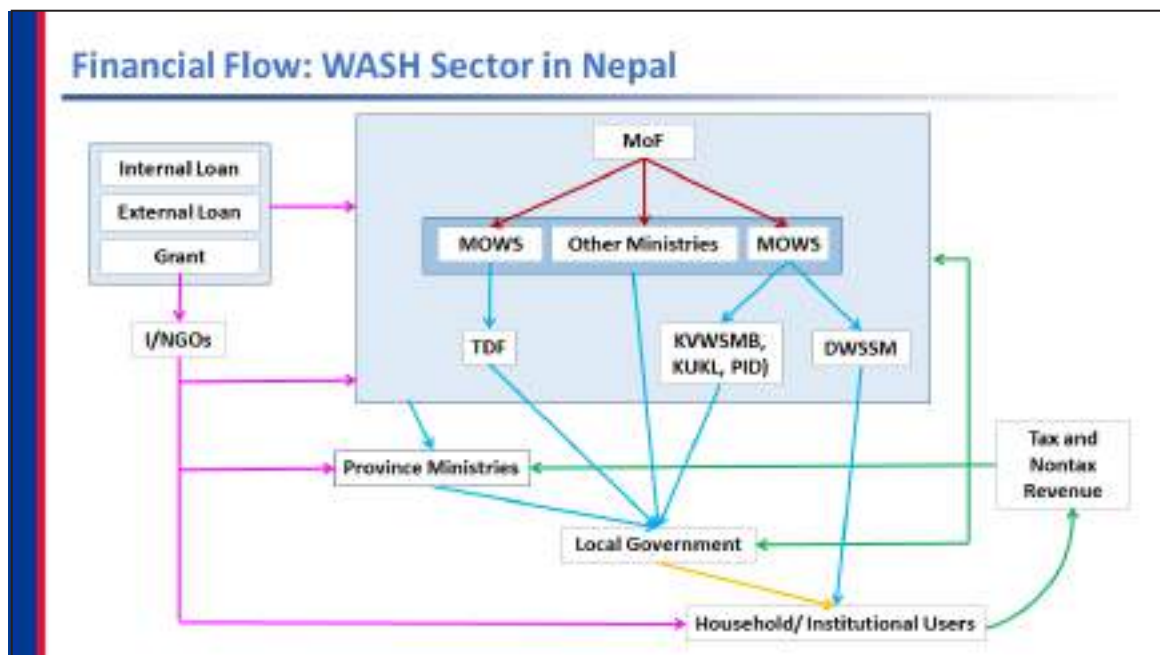 Financial Flow: WASH Sector in Nepal
MoF
Internal Loan
External Loan
Grant
MOWS
Other Ministries
MOWS
I/NGOs
TDF
KVWSMB,
KUKL, PID)
DWSSM
Tax and
Nontax
Revenue
Province Ministries
Local Government
Household/ Institutional Users